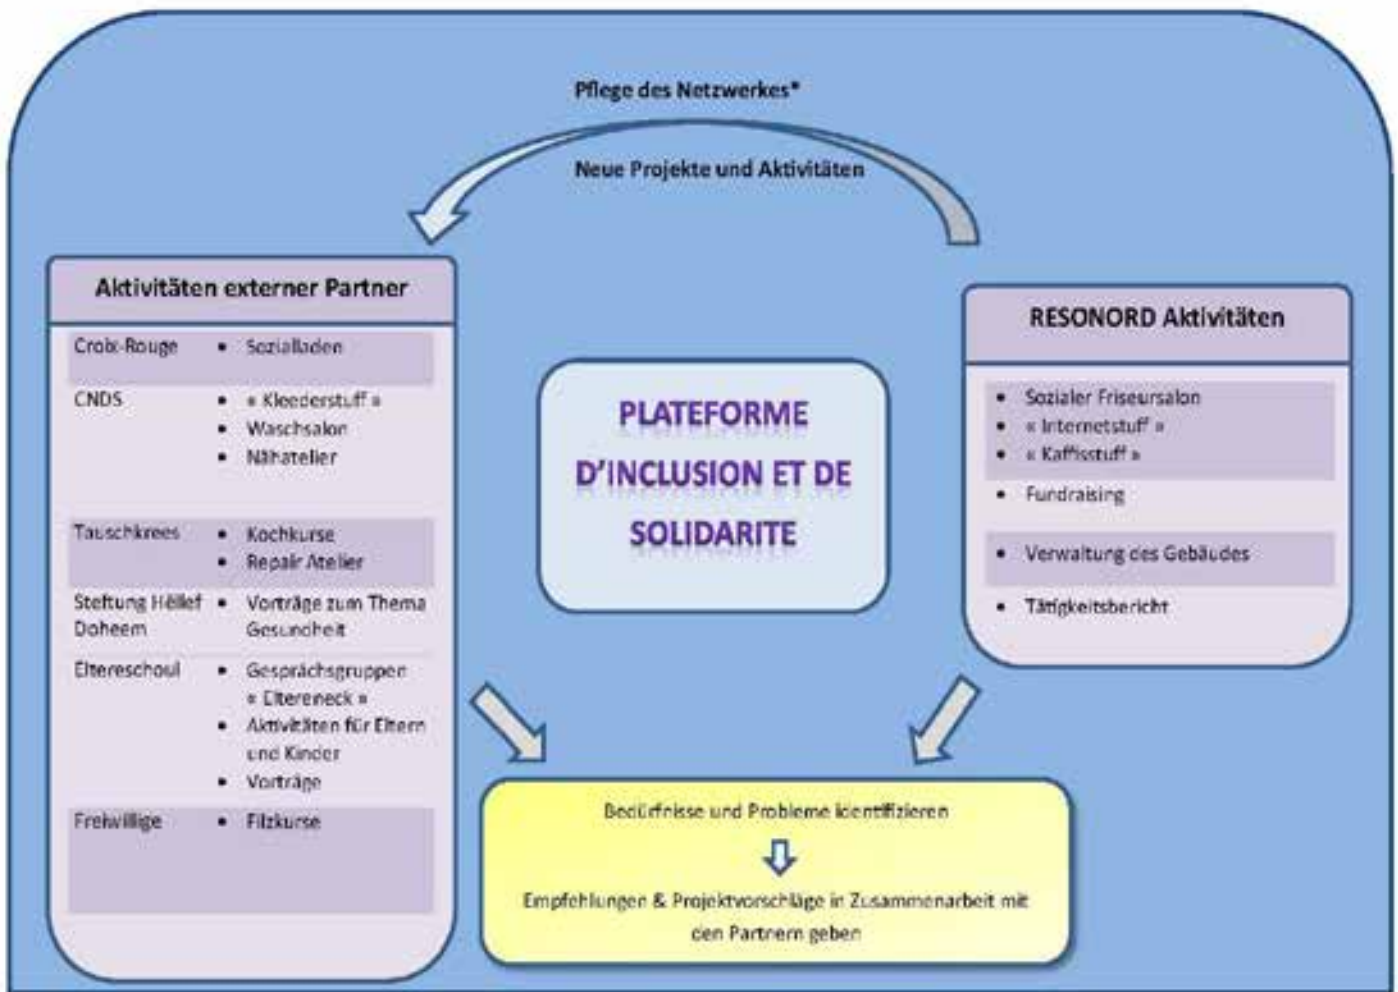 Pflege des Netzwerkes*
Neue Projekte und Aktivitäten
Aktivitäten externer Partner
Croix-Rouge • Sozialladen
CNDS • « Kleederstuff »
• Waschsalon
• Nähatelier
Tauschkrees • Kochkurse
• Repair Atelier
Steftung Hëllef • Vorträge zum Thema
Doheem Gesundheit
Eltereschoul • Gesprächsgruppen
« Eltereneck »
• Aktivitäten für Eltern
und Kinder
• Vorträge
Freiwillige • Filzkurse
PLATEFORME
D'INCLUSION ET DE
SOLIDARITE
RESONORD Aktivitäten
• Sozialer Friseursalon
• « Internetstuff »
• « Kaffisstuff »
• Fundraising
• Verwaltung des Gebäudes
• Tätigkeitsbericht
Bedürfnisse und Probleme identifizieren
Empfehlungen & Projektvorschläge in Zusammenarbeit mit
den Partnern geben